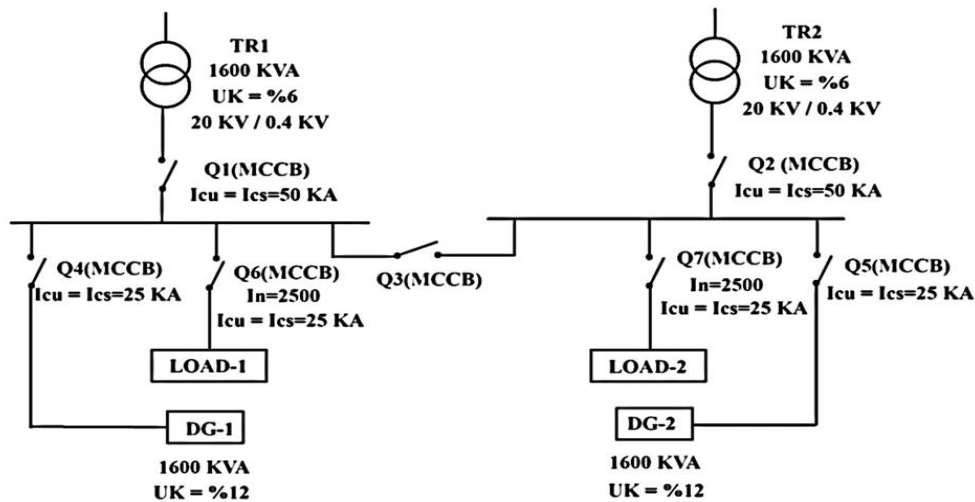 TR1
1600 KVA
UK = %6
20 KV / 0.4 KV
TR2
1600 KVA
UK = %6
20 KV / 0.4 KV
Q1(MCCB)
Icu = Ics=50 KA
Q2 (MCCB)
Icu = Ics=50 KA
Q4(MCCB)
Icu = Ics=25 KA
Q6(MCCB)
In=2500
Icu = Ics=25 KA
Q3(MCCB)
Q7(MCCB)
In=2500
Icu = Ics=25 KA
Q5(MCCB)
Icu = Ics=25 KA
LOAD-1
LOAD-2
DG-1
1600 KVA
UK = %12
DG-2
1600 KVA
UK = %12